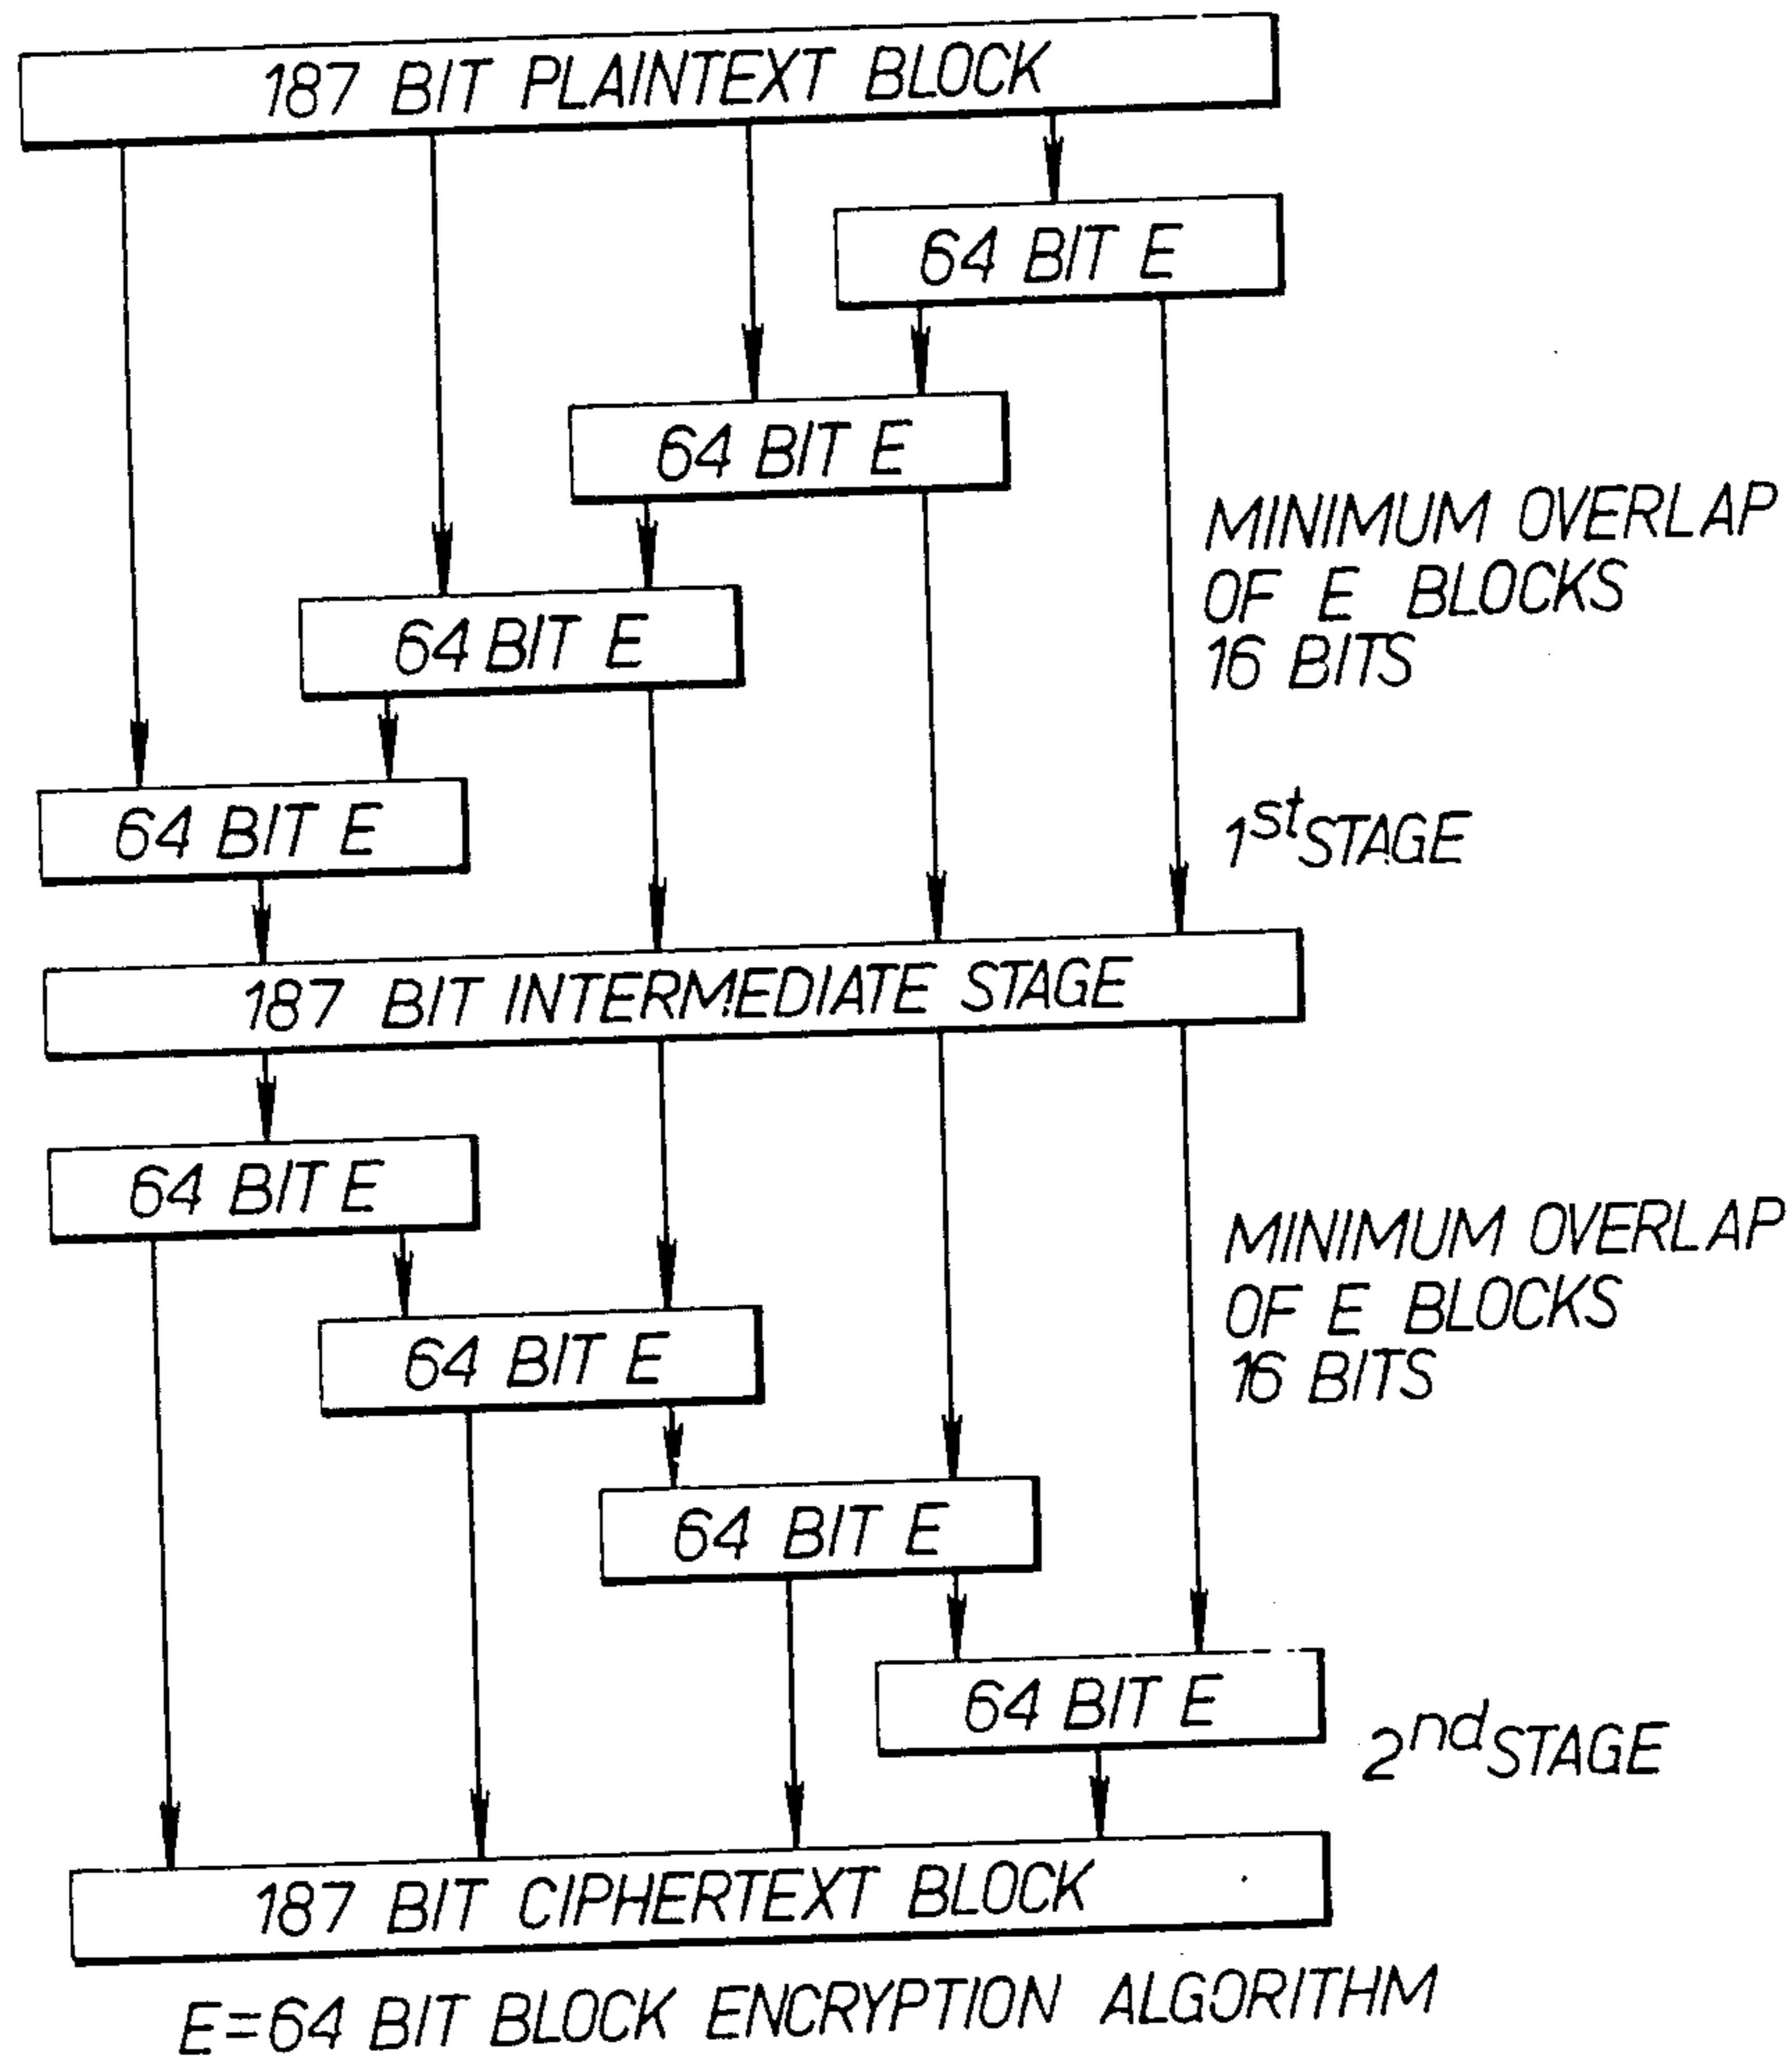 187 BIT PLAINTEXT BLOCK
64 BIT E
64 BIT E
MINIMUM OVERLAP
OF E BLOCKS
16 BITS
64 BIT E
64 BIT E
1st STAGE
187 BIT INTERMEDIATE STAGE
64 BIT E
MINIMUM OVERLAP
OF E BLOCKS
16 BITS
64 BIT E
64 BIT E
64 BIT E
2nd STAGE
187 BIT CIPHERTEXT BLOCK
E=64 BIT BLOCK ENCRYPTION ALGORITHM